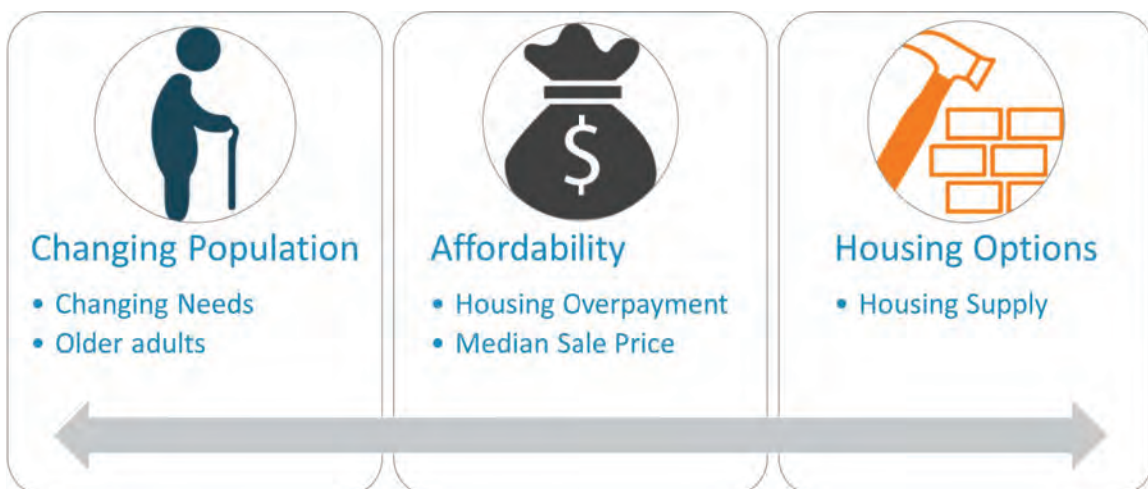 $
Changing Population
• Changing Needs
• Older adults
Affordability
• Housing Overpayment
• Median Sale Price
Housing Options
• Housing Supply